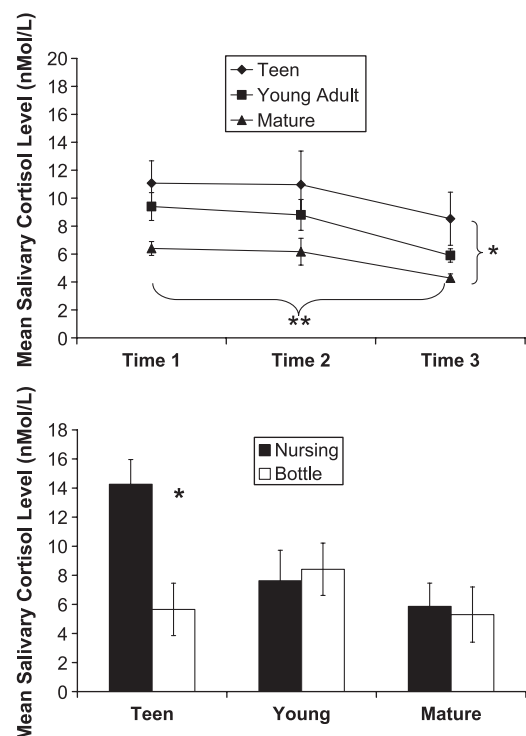 Mean Salivary Cortisol Level (nMol/L)
20
18
16
14
12
10
8
6
4
2
0
Teen
Young Adult
Mature
*
**
Time 1 Time 2 Time 3
Mean Salivary Cortisol Level (nMol/L)
18
16
14
12
10
8
6
4
2
0
Nursing
Bottle
*
Teen Young Mature